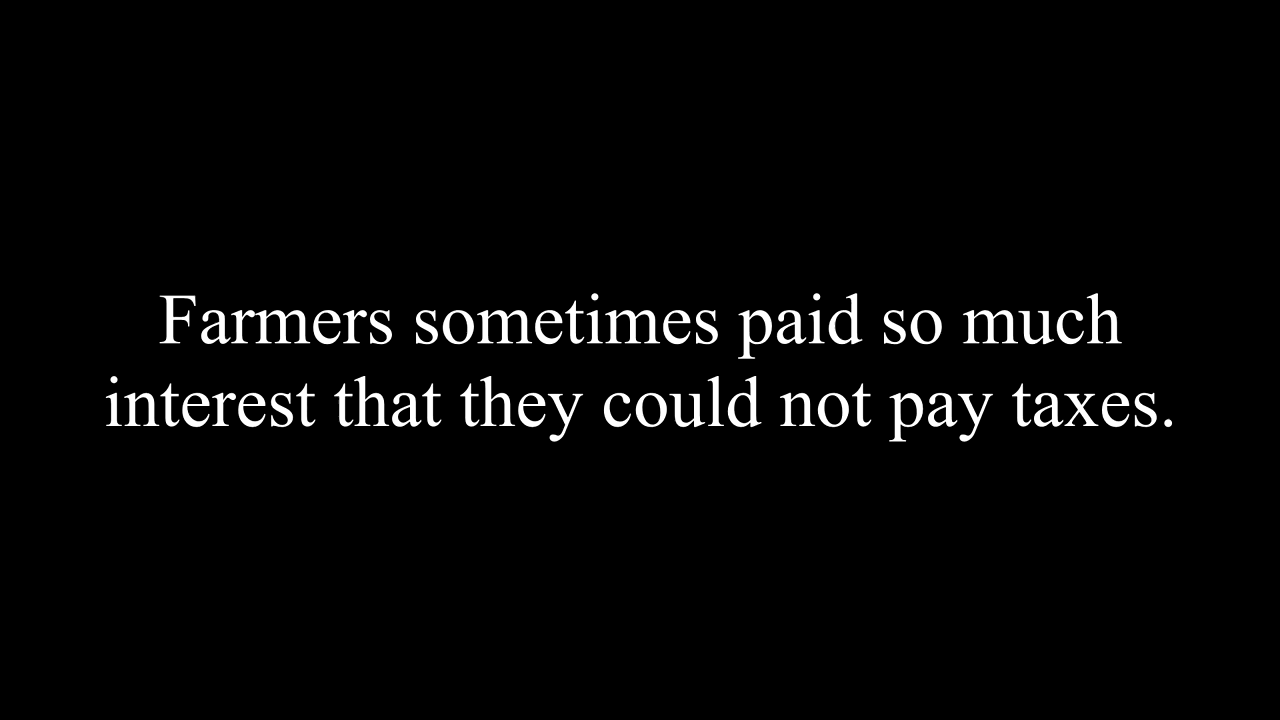 Farmers sometimes paid so much
interest that they could not pay taxes.